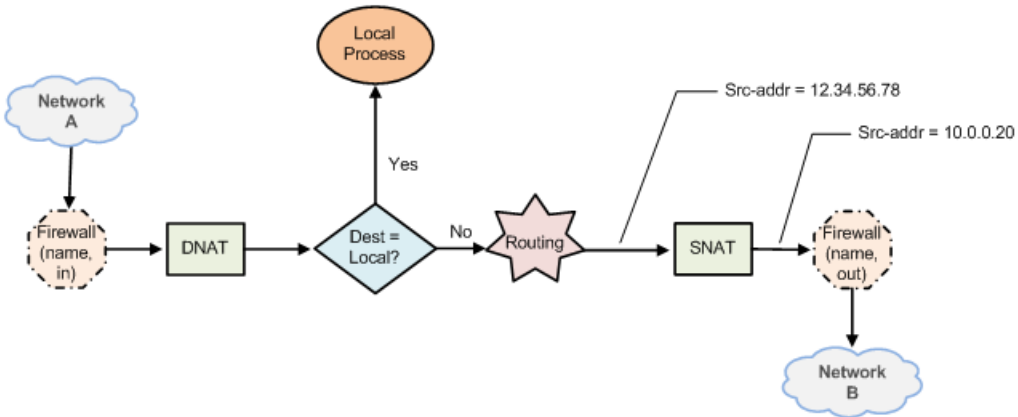 Local
Process
Network
A
Src-addr = 12.34.56.78
Src-addr = 10.0.0.20
Yes
Firewall
(name,
in)
DNAT
Dest =
Local?
No
Routing
SNAT
Firewall
(name,
out)
Network
B